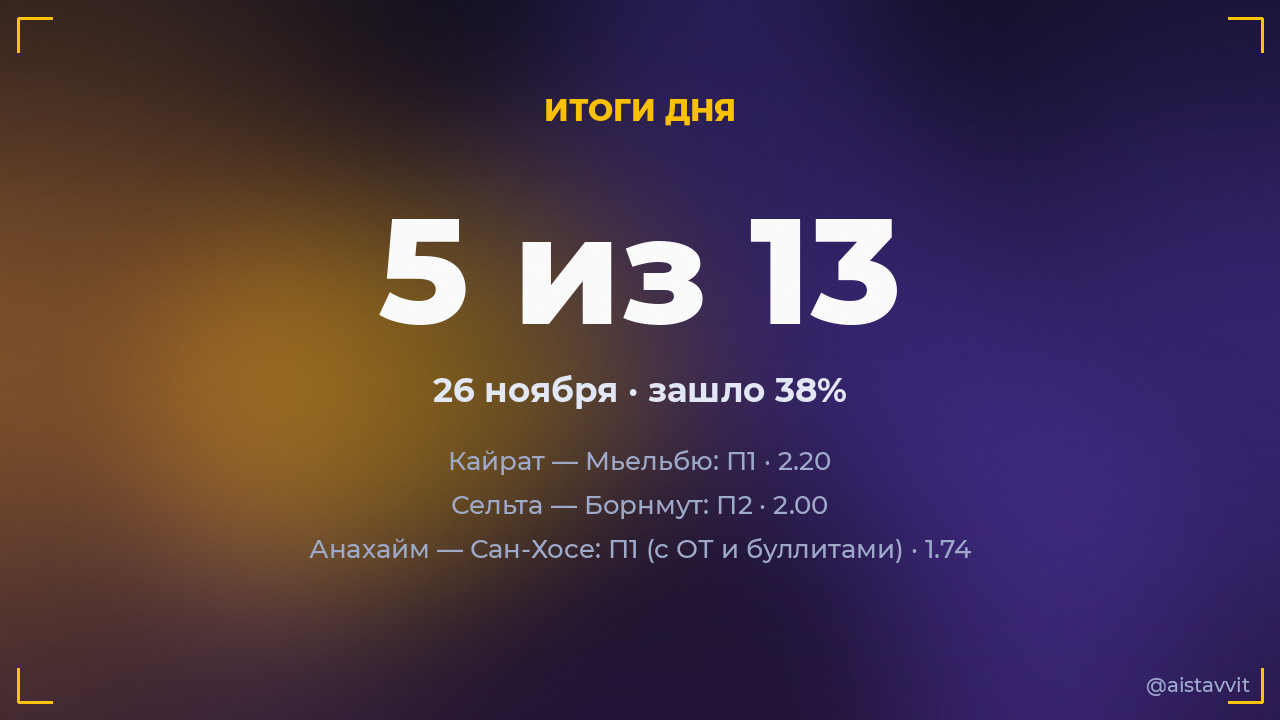 ИТОГИ ДНЯ
5 из 13
26 ноября · зашло 38%
Кайрат — Мьельбю: П1 · 2.20
Сельта — Борнмут: П2 · 2.00
Анахайм — Сан-Хосе: П1 (с ОТ и буллитами) · 1.74
@aistavvit